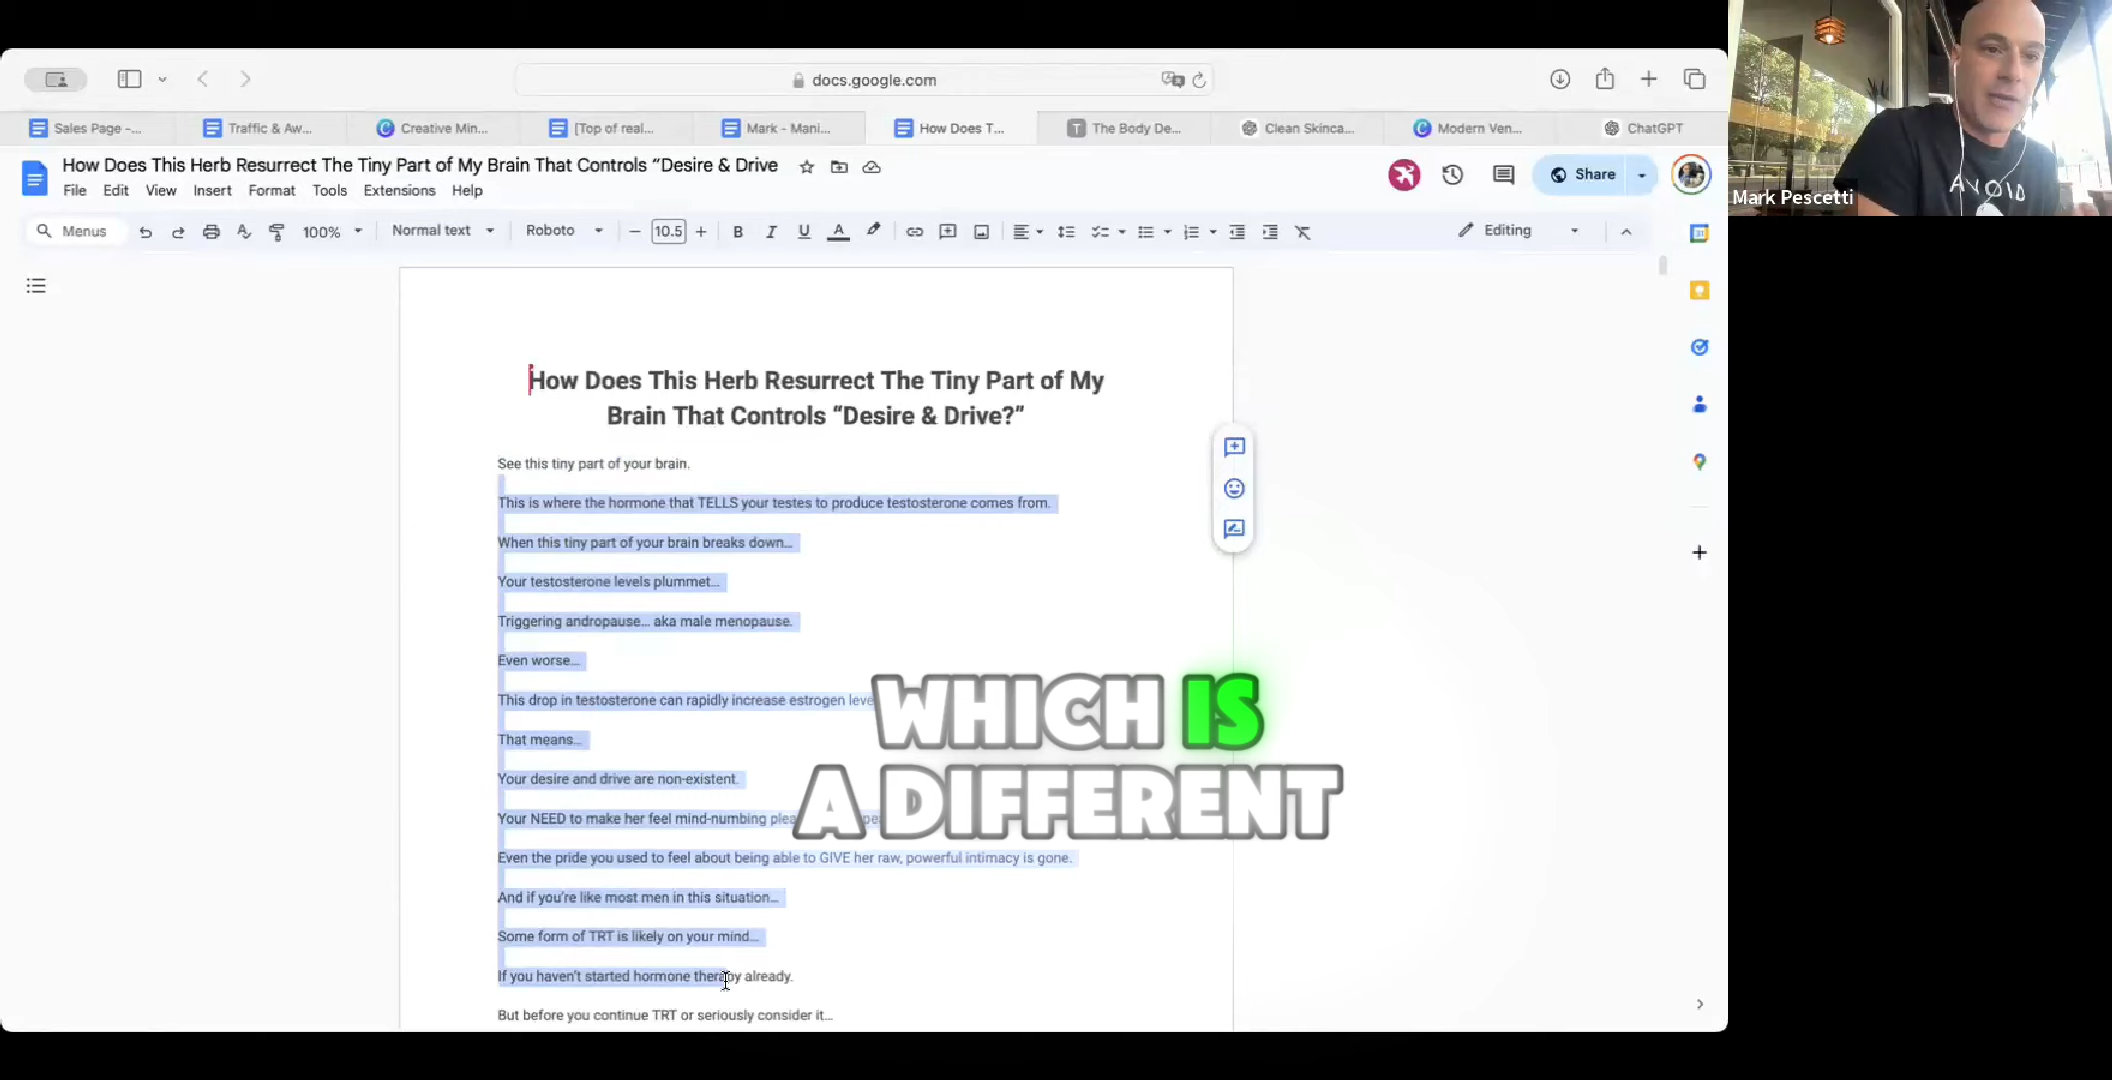 docs.google.com
Sales Page -...
Traffic & Aw...
Creative Min...
[Top of real...
Mark - Mani...
How Does T...
The Body De...
Clean Skinca...
Modern Ven...
ChatGPT
How Does This Herb Resurrect The Tiny Part of My Brain That Controls “Desire & Drive
File Edit View Insert Format Tools Extensions Help
Share
Menus
100%
Normal text
Roboto
10.5
Editing
Mark Pescetti
AVOID
How Does This Herb Resurrect The Tiny Part of My
Brain That Controls “Desire & Drive?”
See this tiny part of your brain.
This is where the hormone that TELLS your testes to produce testosterone comes from.
When this tiny part of your brain breaks down...
Your testosterone levels plummet...
Triggering andropause... aka male menopause.
Even worse...
This drop in testosterone can rapidly increase estrogen
That means...
Your desire and drive are non-existent.
Your NEED to make her feel mind-numbing
Even the pride you used to feel about being able to GIVE her raw, powerful intimacy is gone.
And if you're like most men in this situation...
Some form of TRT is likely on your mind...
If you haven't started hormone therapy already.
But before you continue TRT or seriously consider it...
WHICH IS
A DIFFERENT